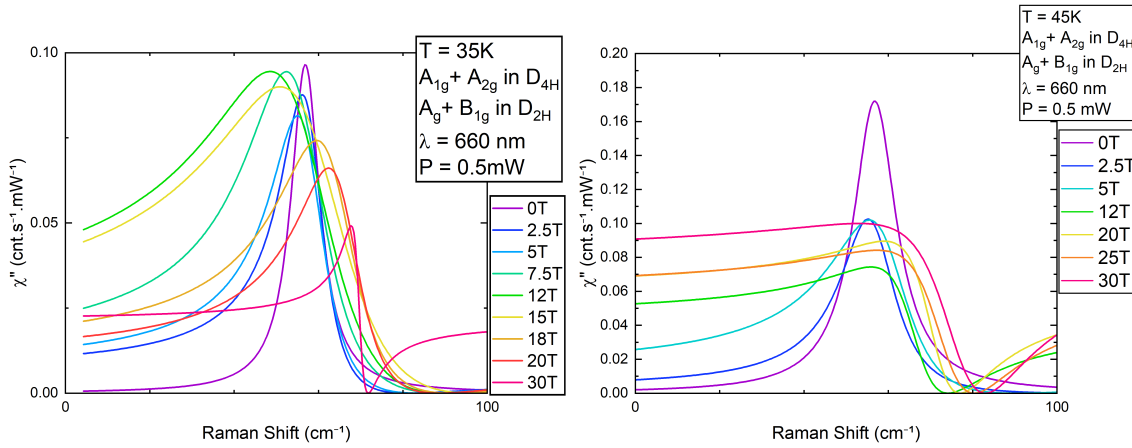 0.10
0.05
0.00
χ'' (cnt.s⁻¹.mW⁻¹)
0
100
Raman Shift (cm⁻¹)
T = 35K
A₁g+ A₂g in D₄H
Ag+ B₁g in D₂H
λ = 660 nm
P = 0.5mW
0T
2.5T
5T
7.5T
12T
15T
18T
20T
30T
0.20
0.18
0.16
0.14
0.12
0.10
0.08
0.06
0.04
0.02
0.00
χ'' (cnt.s⁻¹.mW⁻¹)
0
100
Raman Shift (cm⁻¹)
T = 45K
A₁g+ A₂g in D₄H
Ag+ B₁g in D₂H
λ = 660 nm
P = 0.5 mW
0T
2.5T
5T
12T
20T
25T
30T